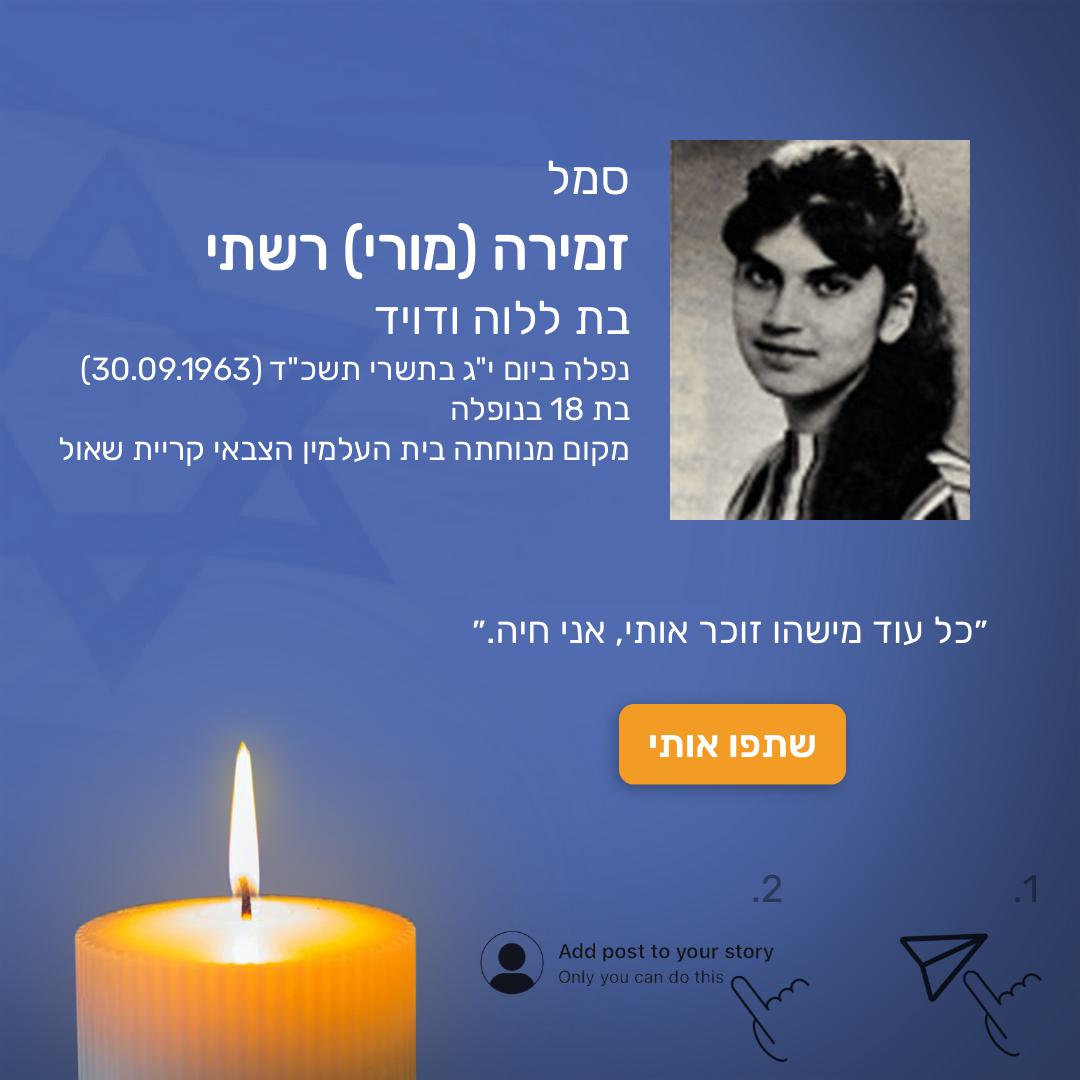 סמל
זמירה (מורי) רשתי
בת ללוה ודויד
נפלה ביום י"ג בתשרי תשכ"ד (30.09.1963)
בת 18 בנופלה
מקום מנוחתה בית העלמין הצבאי קריית שאול
״כל עוד מישהו זוכר אותי, אני חיה.״
שתפו אותי
1.
2.
Add post to your story
Only you can do this